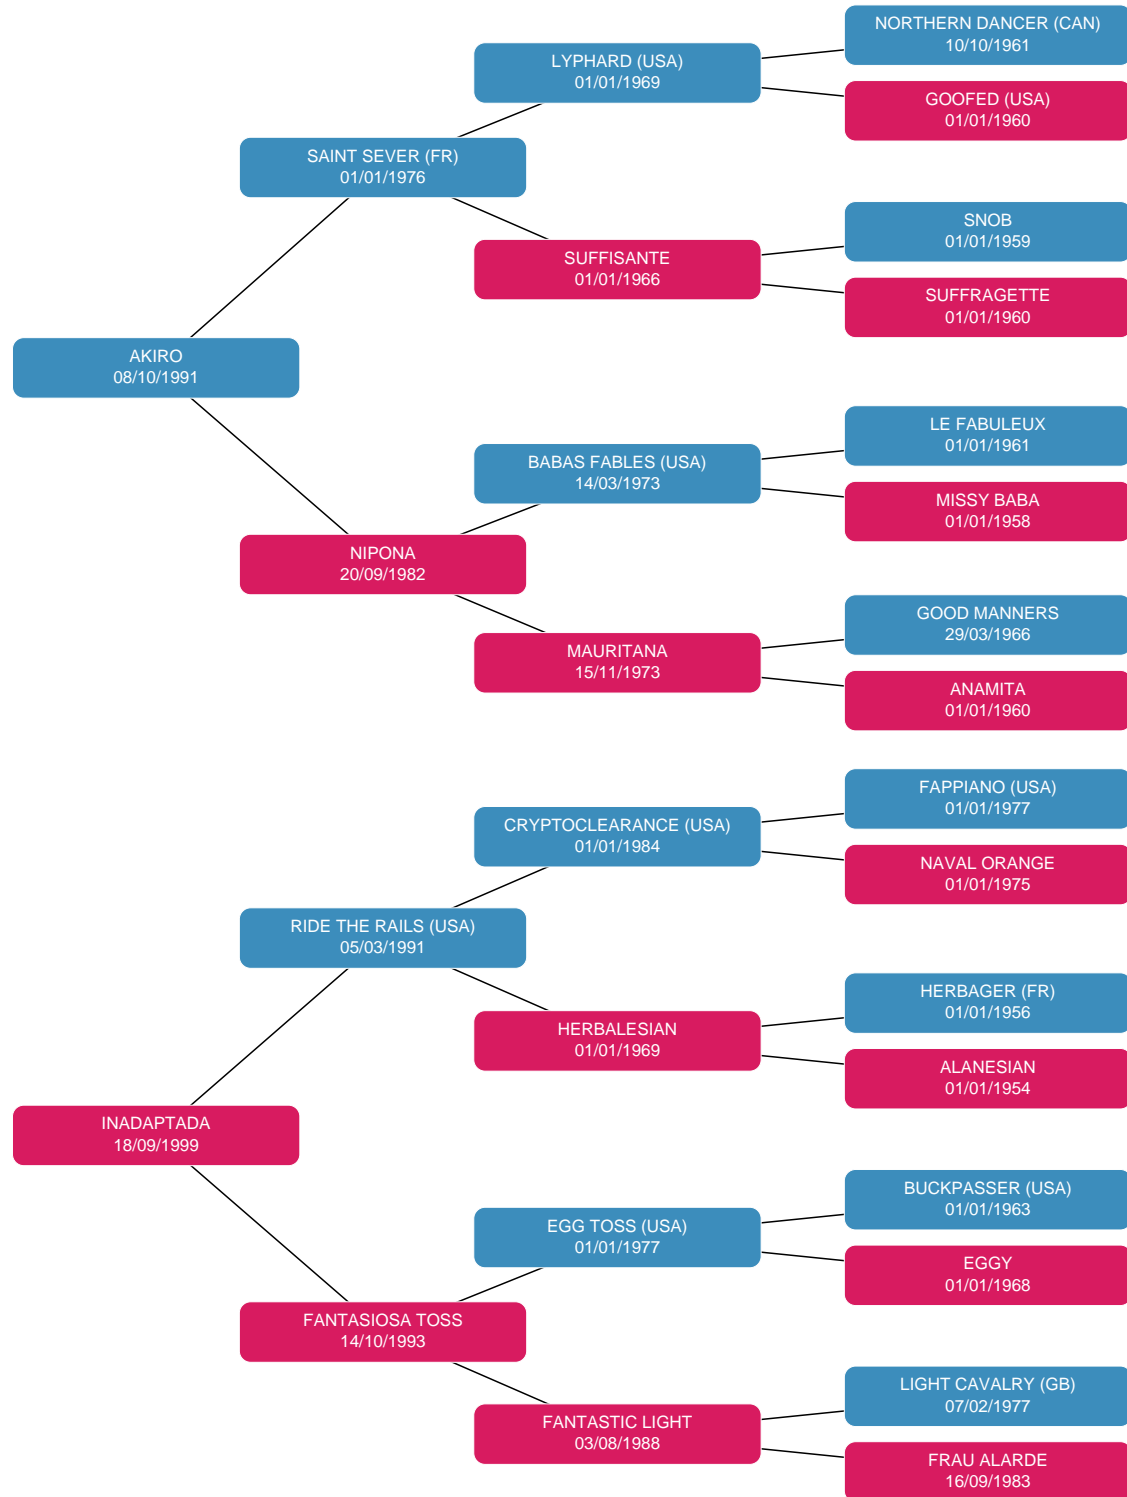 NORTHERN DANCER (CAN)
10/10/1961
LYPHARD (USA)
01/01/1969
GOOFED (USA)
01/01/1960
SAINT SEVER (FR)
01/01/1976
SNOB
01/01/1959
SUFFISANTE
01/01/1966
SUFFRAGETTE
01/01/1960
AKIRO
08/10/1991
LE FABULEUX
01/01/1961
BABAS FABLES (USA)
14/03/1973
MISSY BABA
01/01/1958
NIPONA
20/09/1982
GOOD MANNERS
29/03/1966
MAURITANA
15/11/1973
ANAMITA
01/01/1960
FAPPIANO (USA)
01/01/1977
CRYPTOCLEARANCE (USA)
01/01/1984
NAVAL ORANGE
01/01/1975
RIDE THE RAILS (USA)
05/03/1991
HERBAGER (FR)
01/01/1956
HERBALESIAN
01/01/1969
ALANESIAN
01/01/1954
INADAPTADA
18/09/1999
BUCKPASSER (USA)
01/01/1963
EGG TOSS (USA)
01/01/1977
EGGY
01/01/1968
FANTASIOSA TOSS
14/10/1993
LIGHT CAVALRY (GB)
07/02/1977
FANTASTIC LIGHT
03/08/1988
FRAU ALARDE
16/09/1983